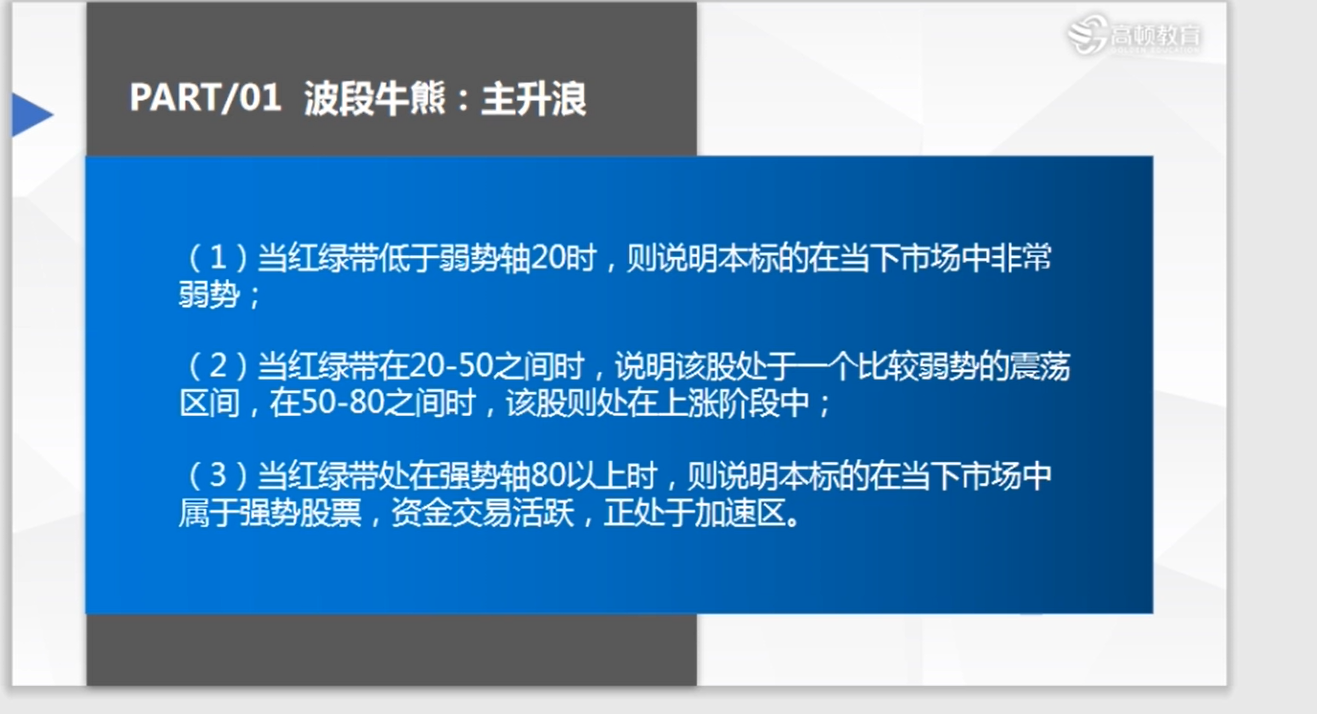 高顿教育
PART/01 波段牛熊：主升浪
（1）当红绿带低于弱势轴20时，则说明本标的在当下市场中非常
弱势；
（2）当红绿带在20-50之间时，说明该股处于一个比较弱势的震荡
区间，在50-80之间时，该股则处在上涨阶段中；
（3）当红绿带处在强势轴80以上时，则说明本标的在当下市场中
属于强势股票，资金交易活跃，正处于加速区。